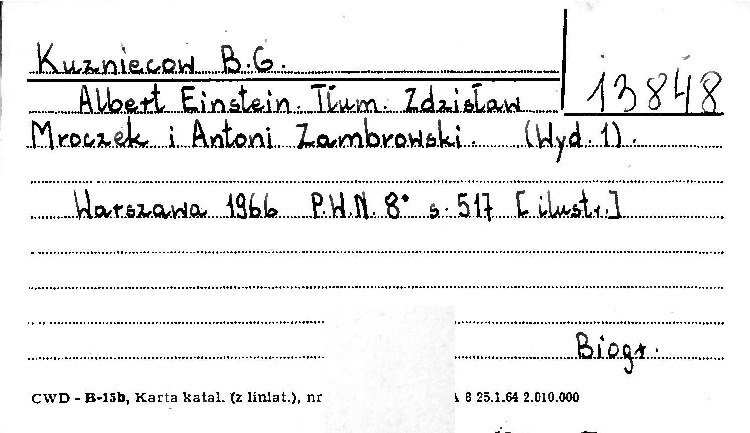 Kuzniecow B.G.
13848
Albert Einstein. Tłum. Zdzisław
Mroczek i Antoni Zambrowski. (Wyd. 1).
Warszawa 1966 P.W.N. 8° s. 517 [ilustr.]
Biogr.
CWD - B-15b, Karta katal. (z liniat.), nr
A 8 25.1.64 2.010.000